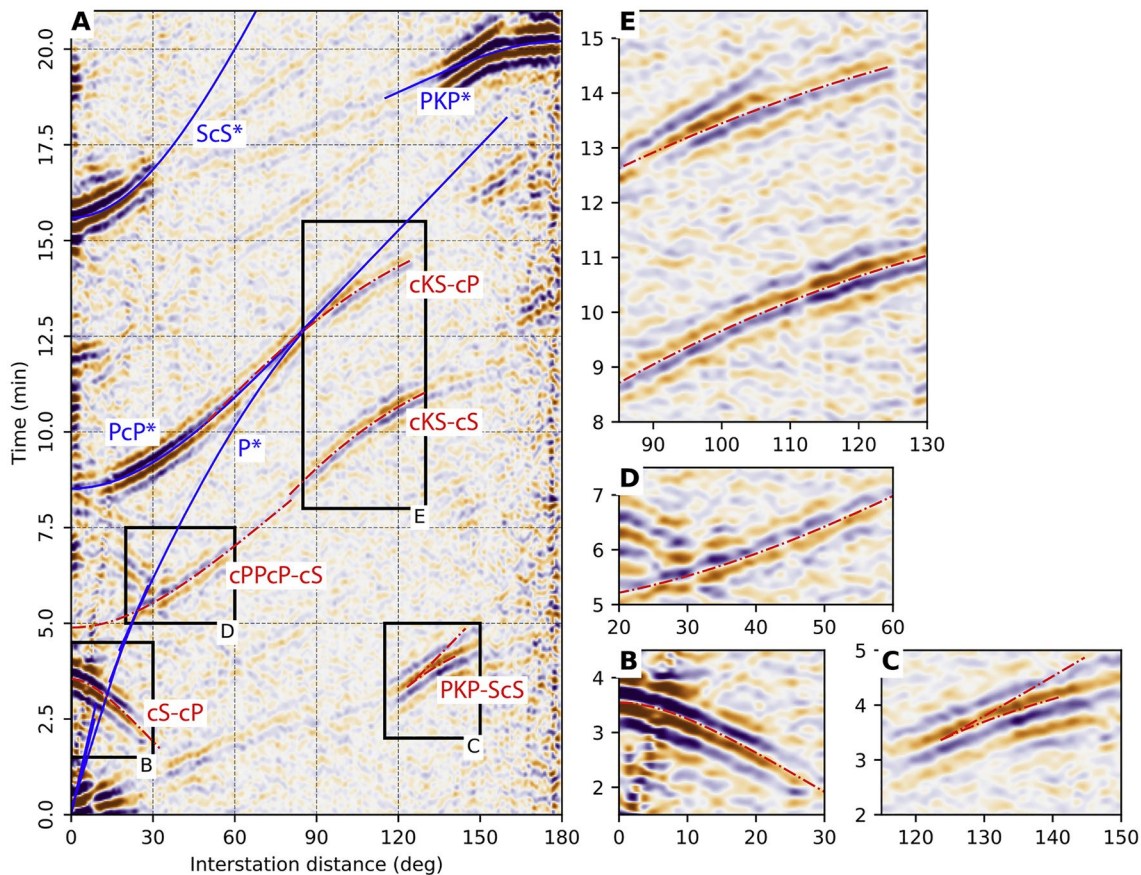 A
20.0
17.5
15.0
12.5
10.0
7.5
5.0
2.5
0.0
Time (min)
0
30
60
90
120
150
180
Interstation distance (deg)
ScS*
PKP*
PcP*
P*
cKS-cP
cKS-cS
E
cPPcP-cS
D
cS-cP
B
PKP-ScS
C
E
15
14
13
12
11
10
9
8
90
100
110
120
130
D
7
6
5
20
30
40
50
60
B
4
3
2
0
10
20
30
C
5
4
3
2
120
130
140
150